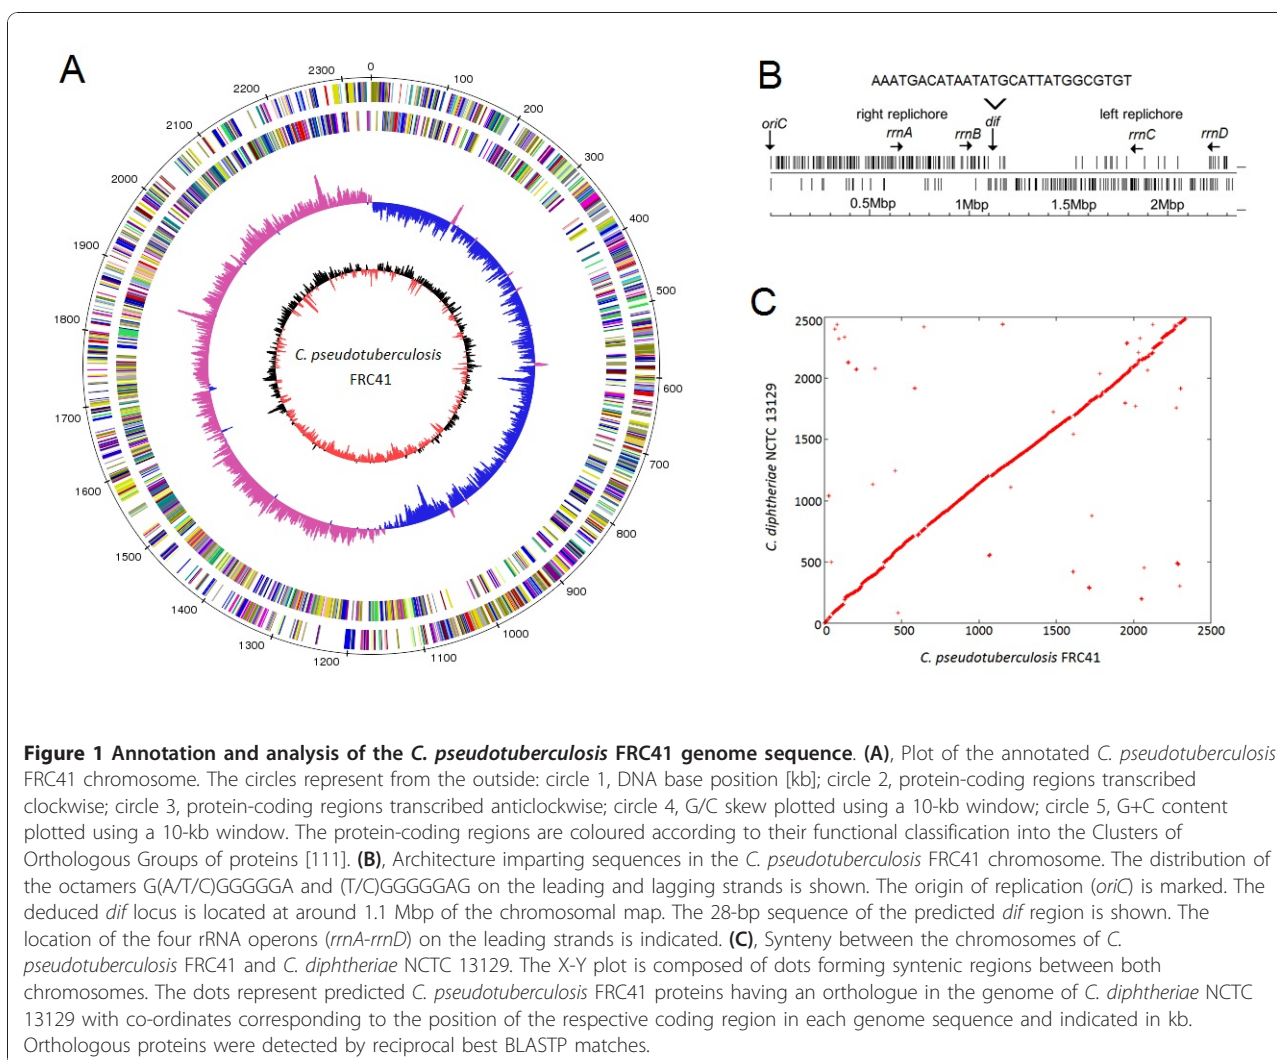 A
0
100
200
300
400
500
600
700
800
900
1000
1100
1200
1300
1400
1500
1600
1700
1800
1900
2000
2100
2200
2300
C. pseudotuberculosis
FRC41
B
AAATGACATAATATGCATTATGGCGTGT
oriC
right replichore
rrnA
rrnB
dif
left replichore
rrnC
rrnD
0.5Mbp
1Mbp
1.5Mbp
2Mbp
C
2500
2000
1500
1000
500
0
C. diphtheriae NCTC 13129
0
500
1000
1500
2000
2500
C. pseudotuberculosis FRC41
Figure 1 Annotation and analysis of the C. pseudotuberculosis FRC41 genome sequence. (A), Plot of the annotated C. pseudotuberculosis
FRC41 chromosome. The circles represent from the outside: circle 1, DNA base position [kb]; circle 2, protein-coding regions transcribed
clockwise; circle 3, protein-coding regions transcribed anticlockwise; circle 4, G/C skew plotted using a 10-kb window; circle 5, G+C content
plotted using a 10-kb window. The protein-coding regions are coloured according to their functional classification into the Clusters of
Orthologous Groups of proteins [111]. (B), Architecture imparting sequences in the C. pseudotuberculosis FRC41 chromosome. The distribution of
the octamers G(A/T/C)GGGGGA and (T/C)GGGGGAG on the leading and lagging strands is shown. The origin of replication (oriC) is marked. The
deduced dif locus is located at around 1.1 Mbp of the chromosomal map. The 28-bp sequence of the predicted dif region is shown. The
location of the four rRNA operons (rrnA-rrnD) on the leading strands is indicated. (C), Synteny between the chromosomes of C.
pseudotuberculosis FRC41 and C. diphtheriae NCTC 13129. The X-Y plot is composed of dots forming syntenic regions between both
chromosomes. The dots represent predicted C. pseudotuberculosis FRC41 proteins having an orthologue in the genome of C. diphtheriae NCTC
13129 with co-ordinates corresponding to the position of the respective coding region in each genome sequence and indicated in kb.
Orthologous proteins were detected by reciprocal best BLASTP matches.